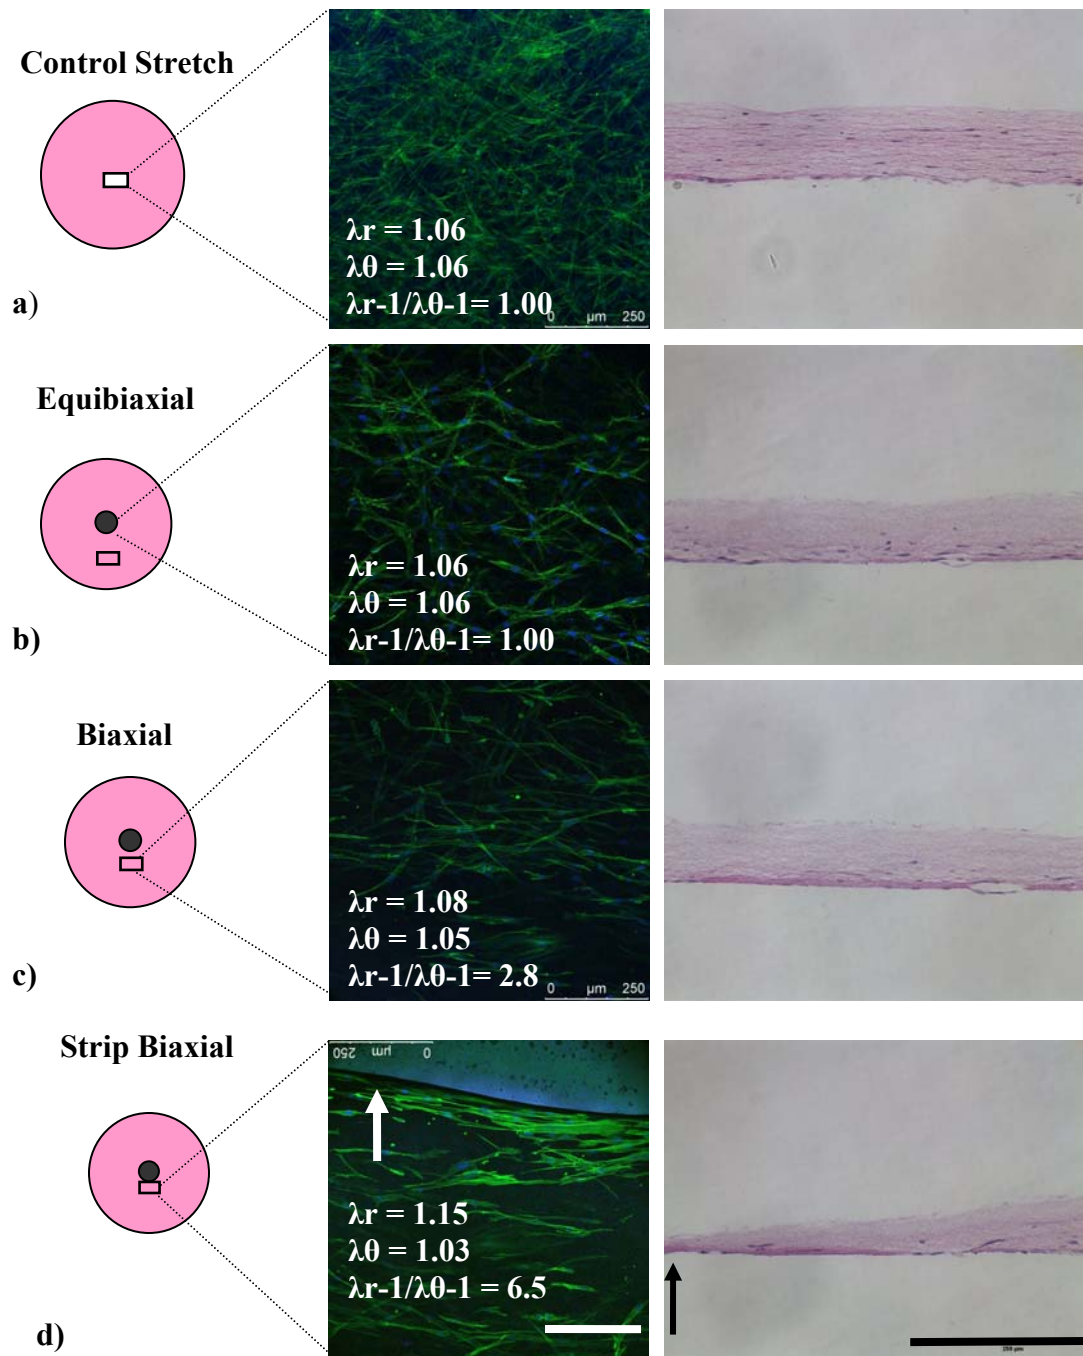 Control Stretch
λr = 1.06
λθ = 1.06
λr-1/λθ-1= 1.00
0 µm 250
a)
Equibiaxial
λr = 1.06
λθ = 1.06
λr-1/λθ-1= 1.00
b)
Biaxial
λr = 1.08
λθ = 1.05
λr-1/λθ-1= 2.8
0 µm 250
c)
Strip Biaxial
0 µm 250
λr = 1.15
λθ = 1.03
λr-1/λθ-1 = 6.5
d)